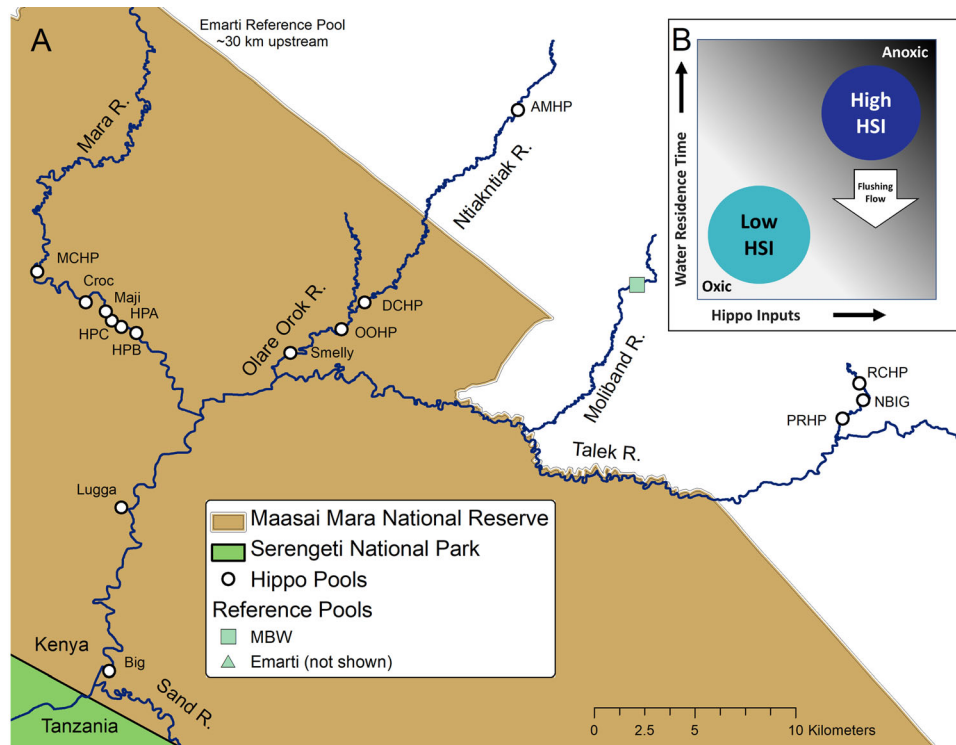 A
Emarti Reference Pool
~30 km upstream
Mara R.
AMHP
Ntiakntiak R.
MCHP
Croc
Maji
HPA
HPC
HPB
DCHP
OOHP
Olare Orok R.
Smelly
Moliband R.
RCHP
NBIG
PRHP
Talek R.
Lugga
Big
Kenya
Sand R.
Tanzania
Maasai Mara National Reserve
Serengeti National Park
Hippo Pools
Reference Pools
MBW
Emarti (not shown)
0 2.5 5 10 Kilometers
B
Anoxic
High
HSI
Flushing
Flow
Low
HSI
Oxic
Water Residence Time
Hippo Inputs